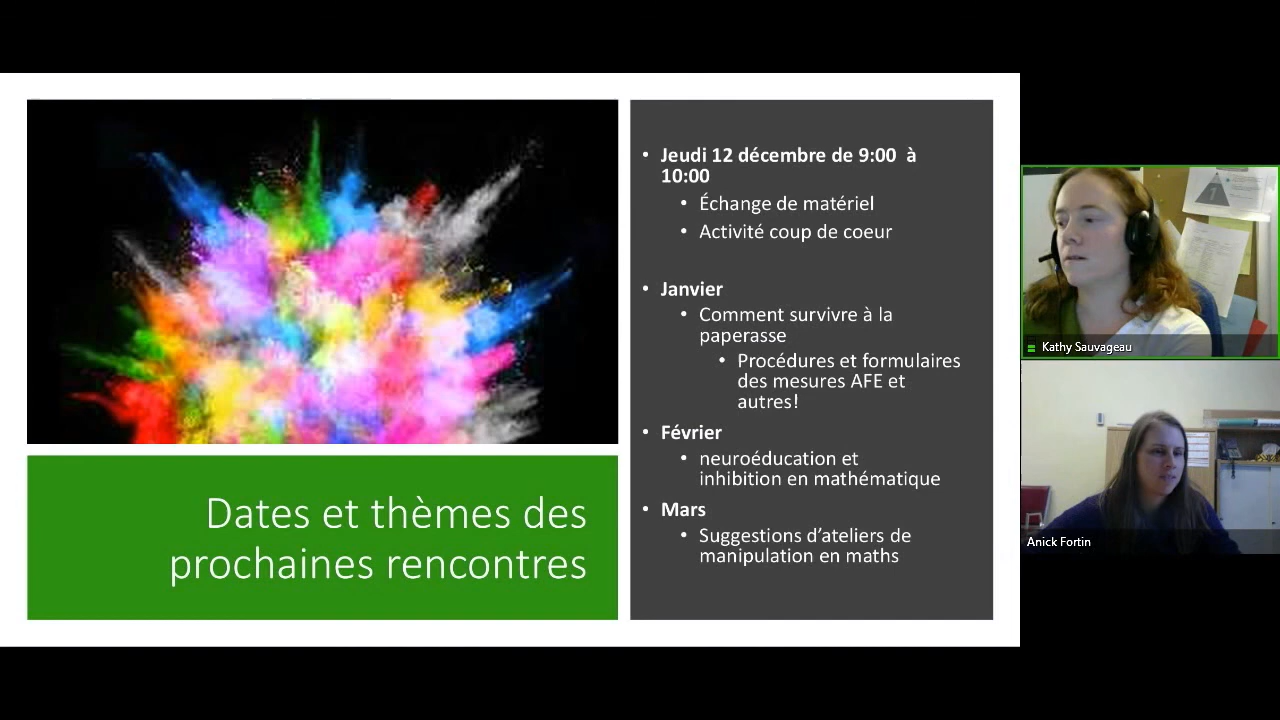 Jeudi 12 décembre de 9:00 à
10:00
Échange de matériel
Activité coup de coeur
Janvier
Comment survivre à la
paperasse
Procédures et formulaires
des mesures AFE et
autres!
Février
neuroéducation et
inhibition en mathématique
Mars
Suggestions d’ateliers de
manipulation en maths
Dates et thèmes des
prochaines rencontres
Kathy Sauvageau
Anick Fortin